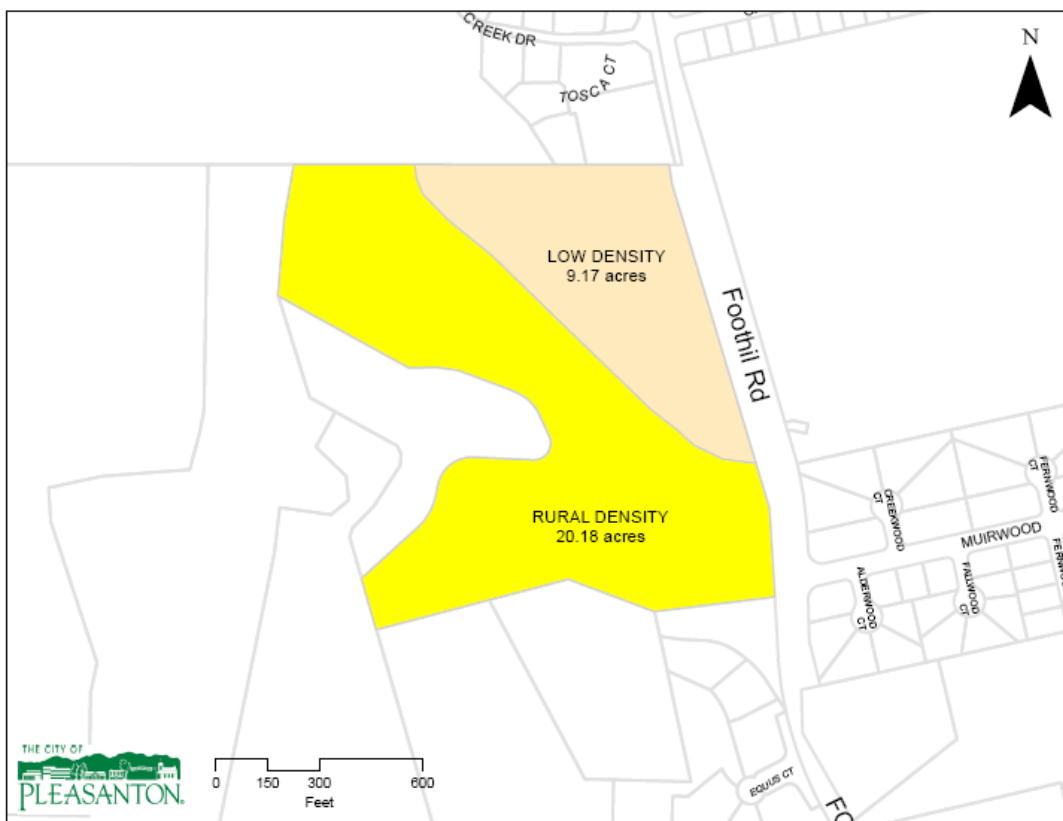 CREEK DR
TOSCA CT
N
LOW DENSITY
9.17 acres
Foothil Rd
RURAL DENSITY
20.18 acres
CREEKWOOD
CT
FERNWOOD
CT
MUIRWOOD
ALDERWOOD
CT
FALLWOOD
CT
EQUUS CT
THE CITY OF
PLEASANTON.
0 150 300 600
Feet